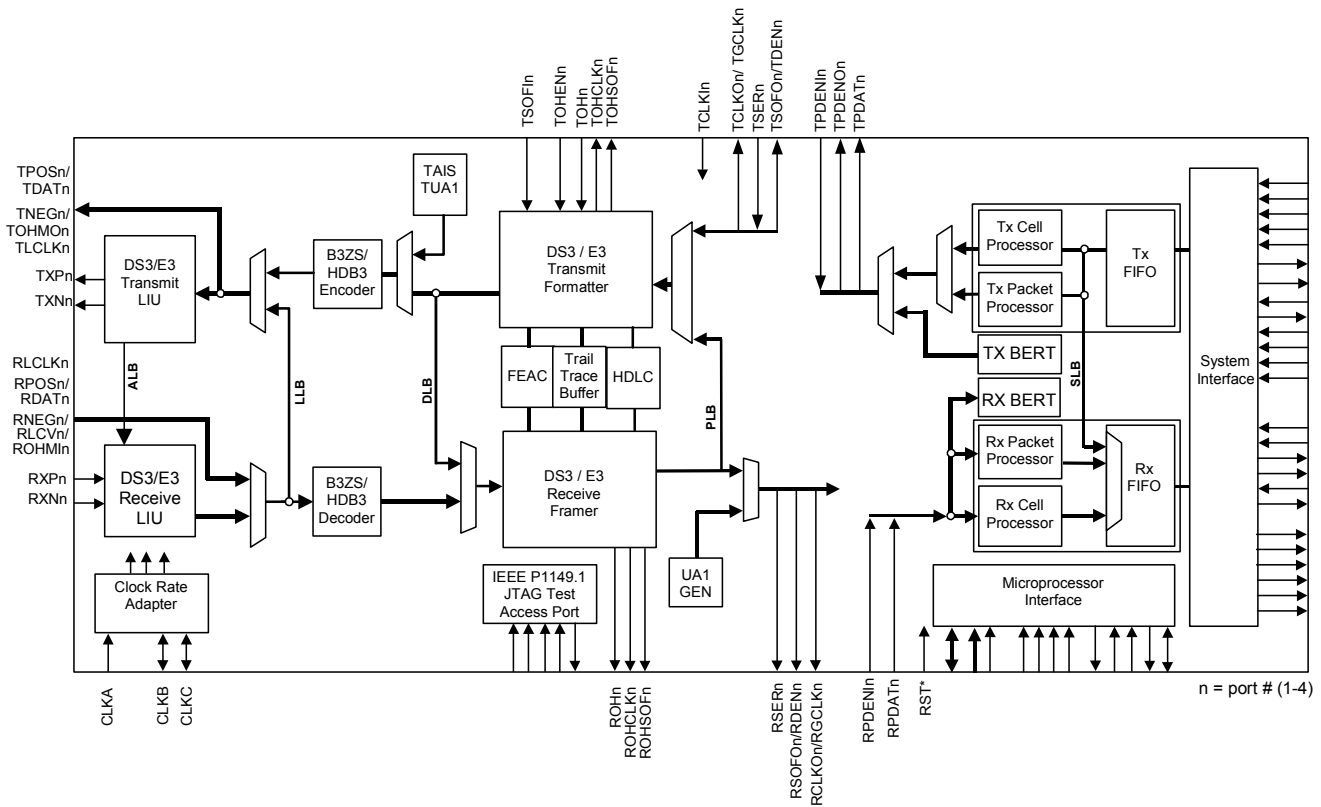 TSOFIn
TOHENn
TOHn
TOHCLKn
TOHSOFn
TCLKIn
TCLKOn/ TGCLKn
TSERn
TSOFOn/TDENn
TPDENIn
TPDENOn
TPDATn
TPOSn/
TDATn
TNEGn/
TOHMOn
TLCLKn
TXPn
TXNn
RLCLKn
RPOSn/
RDATn
RNEGn/
RLCVn/
ROHMIn
RXPn
RXNn
TAIS
TUA1
DS3/E3
Transmit
LIU
B3ZS/
HDB3
Encoder
DS3 / E3
Transmit
Formatter
Tx Cell
Processor
Tx Packet
Processor
Tx
FIFO
TX BERT
RX BERT
System
Interface
ALB
LLB
DLB
PLB
SLB
FEAC
Trail
Trace
Buffer
HDLC
DS3/E3
Receive
LIU
B3ZS/
HDB3
Decoder
DS3 / E3
Receive
Framer
Rx Packet
Processor
Rx Cell
Processor
Rx
FIFO
Clock Rate
Adapter
IEEE P1149.1
JTAG Test
Access Port
UA1
GEN
Microprocessor
Interface
CLKA
CLKB
CLKC
ROHn
ROHCLKn
ROHSOFn
RSERn
RSOFOn/RDENn
RCLKOn/RGCLKn
RPDENIn
RPDATn
RST*
n = port # (1-4)